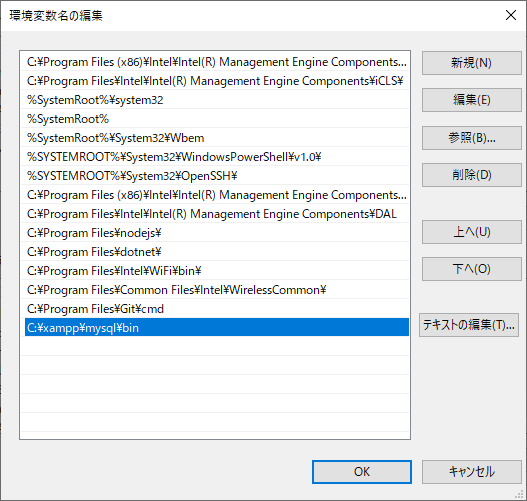 環境変数名の編集
C:¥Program Files (x86)¥Intel¥Intel(R) Management Engine Components...
C:¥Program Files¥Intel¥Intel(R) Management Engine Components¥iCLS¥
%SystemRoot%¥system32
%SystemRoot%
%SystemRoot%¥System32¥Wbem
%SYSTEMROOT%¥System32¥WindowsPowerShell¥v1.0¥
%SYSTEMROOT%¥System32¥OpenSSH¥
C:¥Program Files (x86)¥Intel¥Intel(R) Management Engine Components...
C:¥Program Files¥Intel¥Intel(R) Management Engine Components¥DAL
C:¥Program Files¥nodejs¥
C:¥Program Files¥dotnet¥
C:¥Program Files¥Intel¥WiFi¥bin¥
C:¥Program Files¥Common Files¥Intel¥WirelessCommon¥
C:¥Program Files¥Git¥cmd
C:¥xampp¥mysql¥bin
新規(N)
編集(E)
参照(B)...
削除(D)
上へ(U)
下へ(O)
テキストの編集(T)...
OK
キャンセル